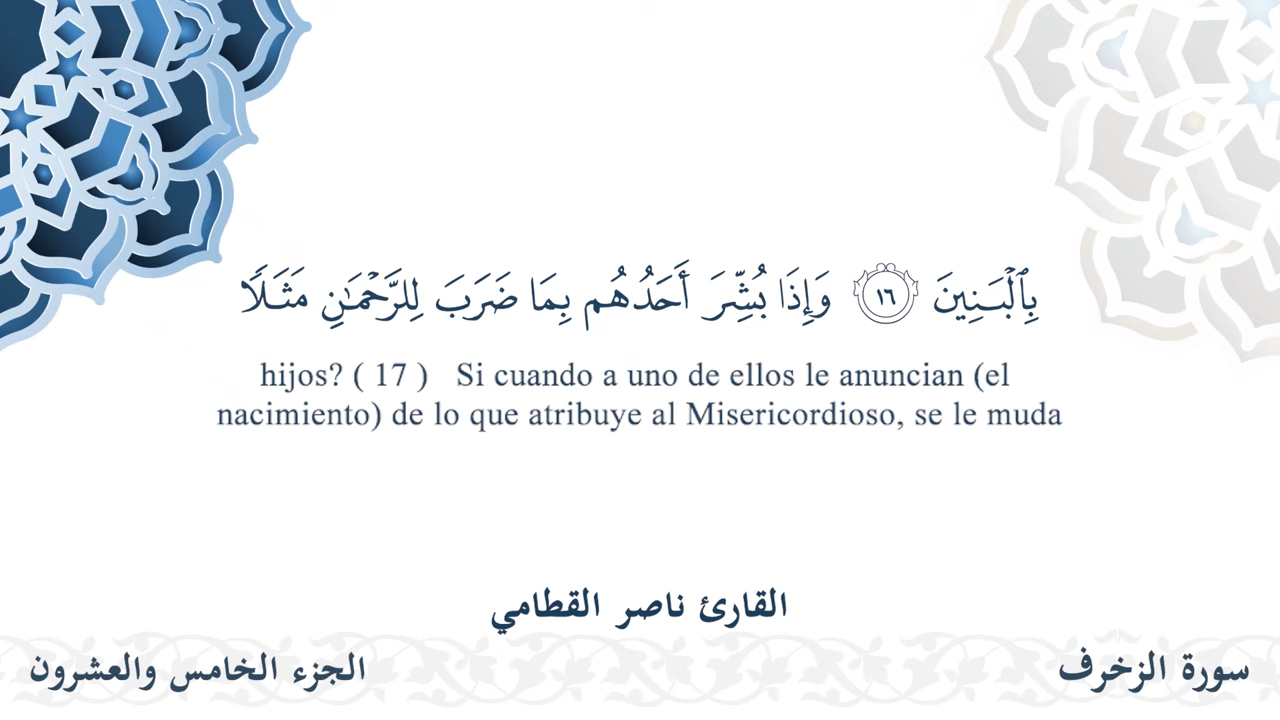 بِٱلْبَنِينَ ١٦ وَإِذَا بُشِّرَ أَحَدُهُم بِمَا ضَرَبَ لِلرَّحْمَـٰنِ مَثَلًا
hijos? ( 17 ) Si cuando a uno de ellos le anuncian (el
nacimiento) de lo que atribuye al Misericordioso, se le muda
القارئ ناصر القطامي
سورة الزخرف
الجزء الخامس والعشرون